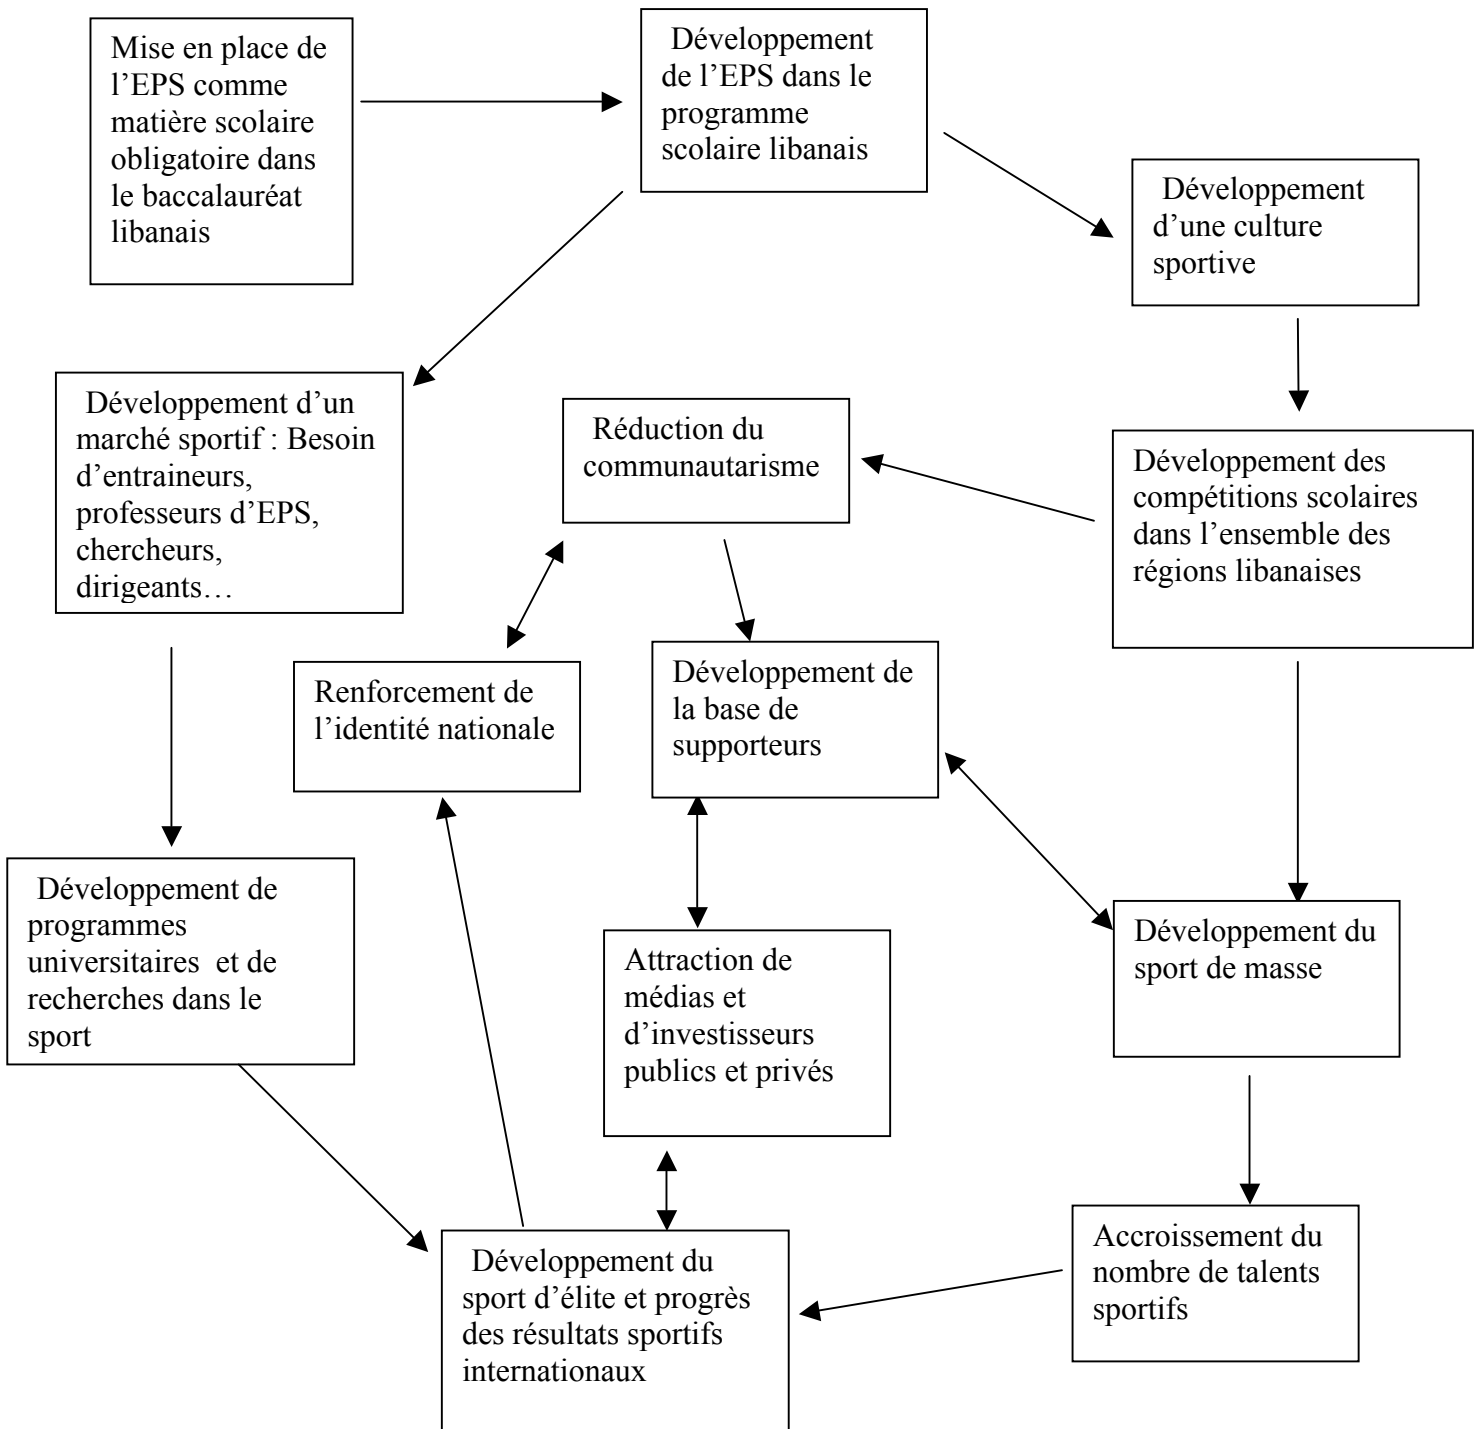 Mise en place de
l’EPS comme
matière scolaire
obligatoire dans
le baccalauréat
libanais
Développement
de l’EPS dans le
programme
scolaire libanais
Développement
d’une culture
sportive
Développement d’un
marché sportif : Besoin
d’entraineurs,
professeurs d’EPS,
chercheurs,
dirigeants…
Réduction du
communautarisme
Développement des
compétitions scolaires
dans l’ensemble des
régions libanaises
Renforcement de
l’identité nationale
Développement de
la base de
supporteurs
Développement de
programmes
universitaires  et de
recherches dans le
sport
Attraction de
médias et
d’investisseurs
publics et privés
Développement du
sport de masse
Développement du
sport d’élite et progrès
des résultats sportifs
internationaux
Accroissement du
nombre de talents
sportifs